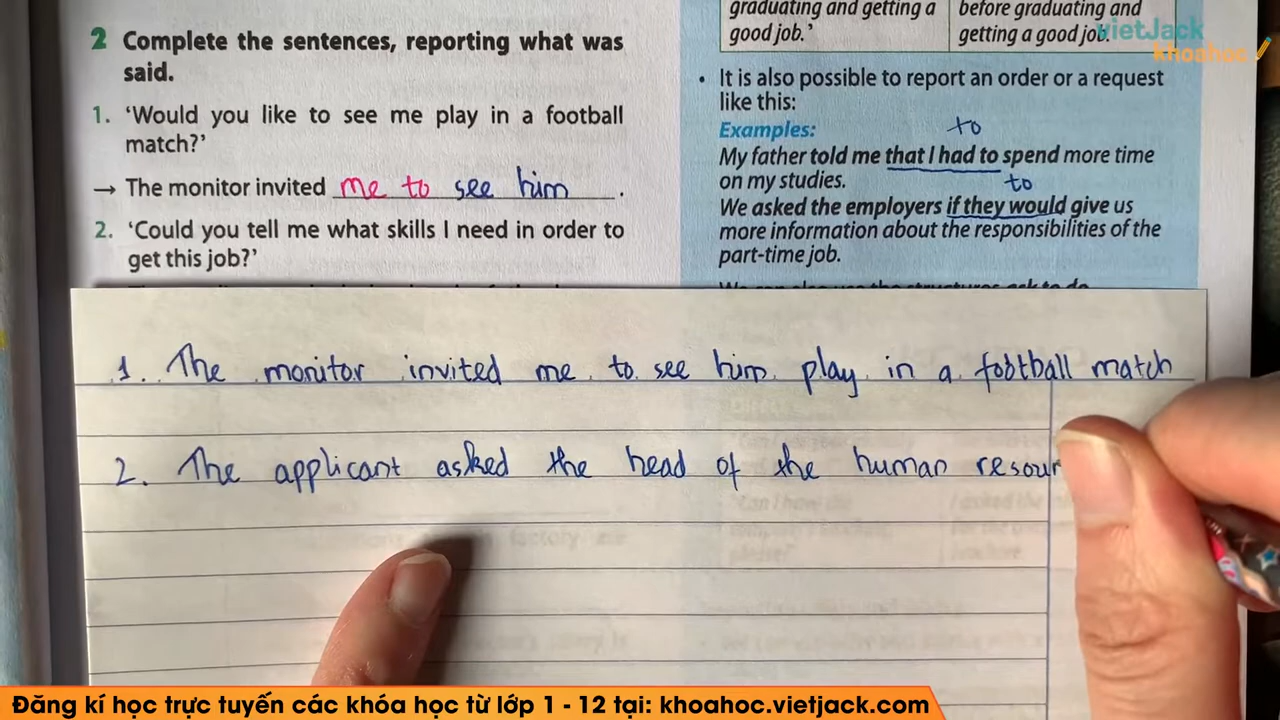 2 Complete the sentences, reporting what was
said.
1. ‘Would you like to see me play in a football
match?’
→ The monitor invited me to see him .
2. ‘Could you tell me what skills I need in order to
get this job?’
graduating and getting a
good job.’
before graduating and
getting a good job.
vietJack
khoahoc
• It is also possible to report an order or a request
like this:
Examples:
to
My father told me that I had to spend more time
on my studies.
to
We asked the employers if they would give us
more information about the responsibilities of the
part-time job.
1. The monitor invited me to see him play in a football match
2. The applicant asked the head of the human resour
Đăng kí học trực tuyến các khóa học từ lớp 1 - 12 tại: khoahoc.vietjack.com